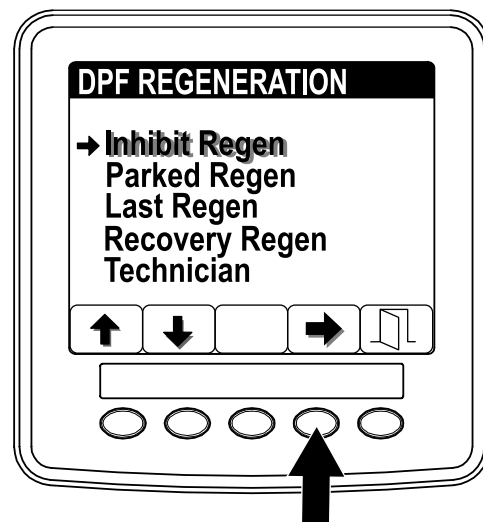 DPF REGENERATION
Inhibit Regen
Parked Regen
Last Regen
Recovery Regen
Technician